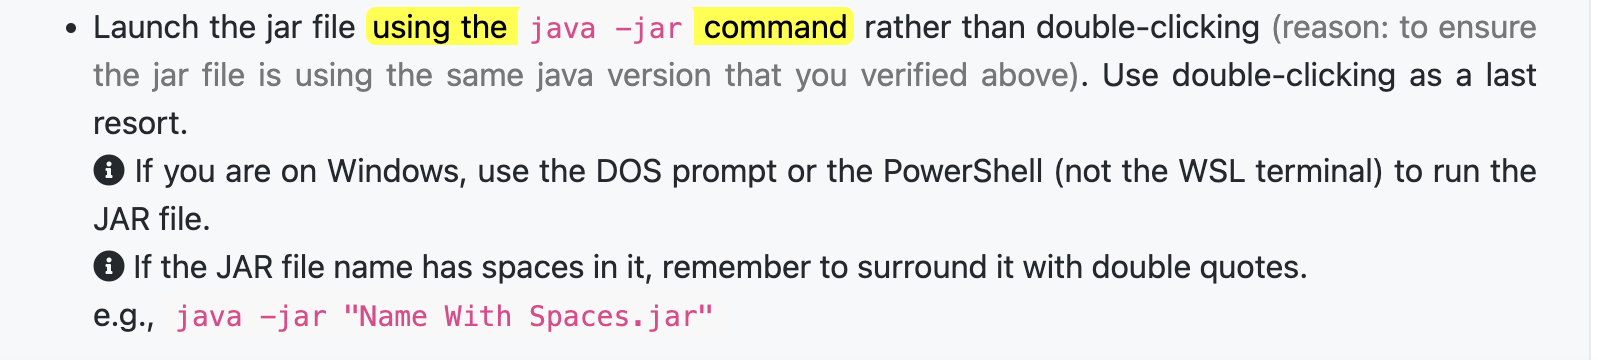 • Launch the jar file using the java -jar command rather than double-clicking (reason: to ensure
the jar file is using the same java version that you verified above). Use double-clicking as a last
resort.
If you are on Windows, use the DOS prompt or the PowerShell (not the WSL terminal) to run the
JAR file.
If the JAR file name has spaces in it, remember to surround it with double quotes.
e.g., java -jar "Name With Spaces.jar"